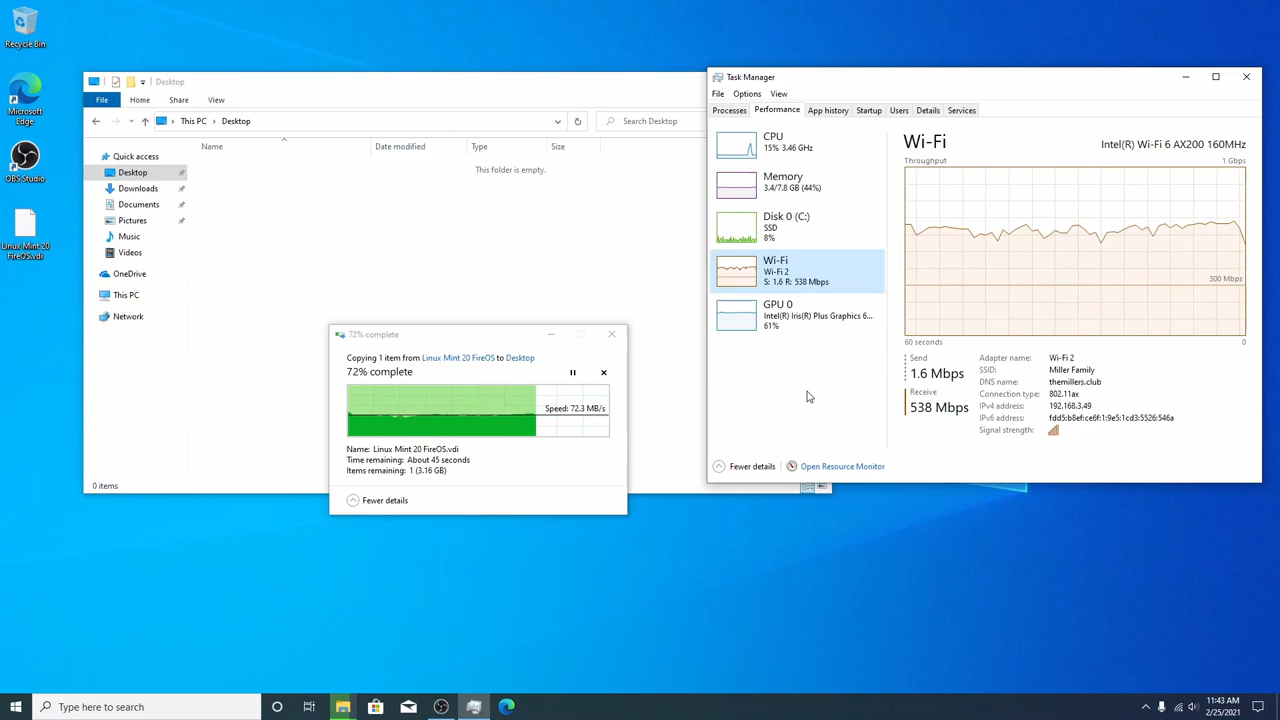 Recycle Bin
Microsoft
Edge
OBS Studio
Linux Mint 20
FireOS.vdi
Desktop
File Home Share View
This PC > Desktop
Search Desktop
Name Date modified Type Size
This folder is empty.
Quick access
Desktop
Downloads
Documents
Pictures
Music
Videos
OneDrive
This PC
Network
0 items
72% complete
Copying 1 item from Linux Mint 20 FireOS to Desktop
72% complete
Speed: 72.3 MB/s
Name: Linux Mint 20 FireOS.vdi
Time remaining: About 45 seconds
Items remaining: 1 (3.16 GB)
Fewer details
Task Manager
File Options View
Processes Performance App history Startup Users Details Services
CPU
15% 3.46 GHz
Memory
3.4/7.8 GB (44%)
Disk 0 (C:)
SSD
8%
Wi-Fi
Wi-Fi 2
S: 1.6 R: 538 Mbps
GPU 0
Intel(R) Iris(R) Plus Graphics 6...
61%
Wi-Fi
Intel(R) Wi-Fi 6 AX200 160MHz
Throughput 1 Gbps
300 Mbps
60 seconds 0
Send
1.6 Mbps
Receive
538 Mbps
Adapter name: Wi-Fi 2
SSID: Miller Family
DNS name: themillers.club
Connection type: 802.11ax
IPv4 address: 192.168.3.49
IPv6 address: fdd5:b8ef:ce6f:1:9e5:1cd3:5526:546a
Signal strength:
Fewer details
Open Resource Monitor
Type here to search
11:43 AM
2/25/2021